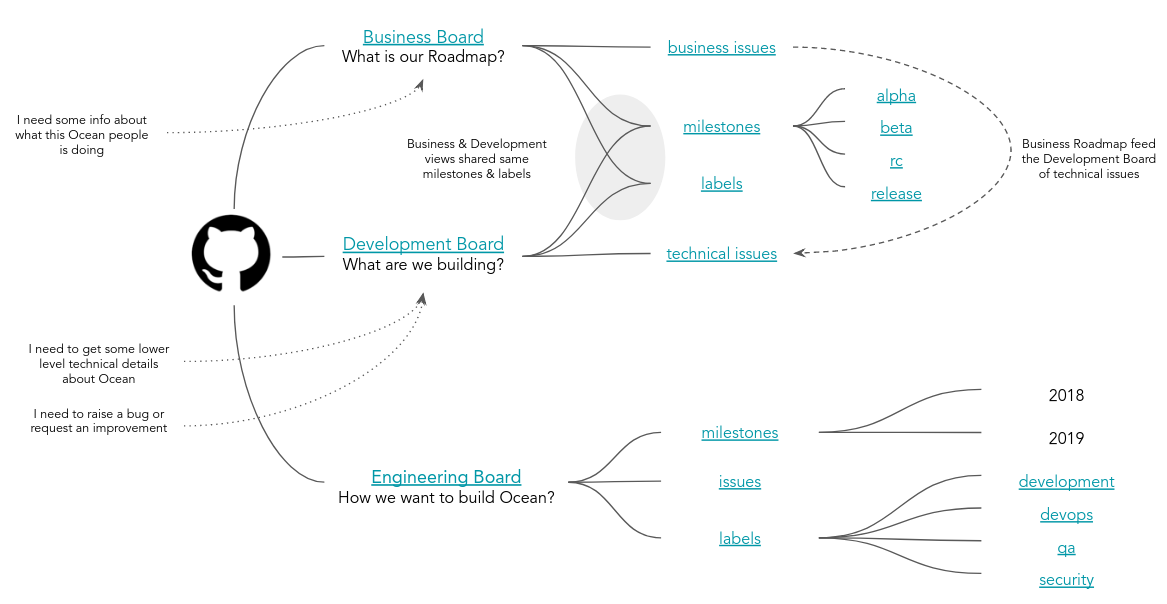 Business Board
What is our Roadmap?
business issues
alpha
I need some info about
what this Ocean people
is doing
milestones
beta
Business & Development
views shared same
milestones & labels
Business Roadmap feed
the Development Board
of technical issues
rc
labels
release
Development Board
What are we building?
technical issues
I need to get some lower
level technical details
about Ocean
I need to raise a bug or
request an improvement
2018
milestones
2019
Engineering Board
How we want to build Ocean?
issues
development
devops
labels
qa
security